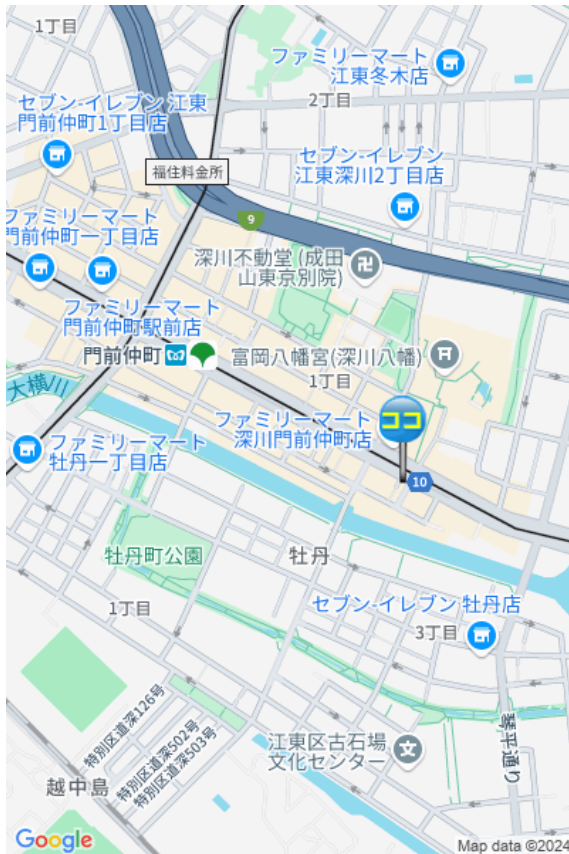 1丁目
ファミリーマート
江東冬木店
2丁目
セブン-イレブン 江東
門前仲町1丁目店
福住料金所
セブン-イレブン
江東深川2丁目店
9
ファミリーマート
門前仲町一丁目店
深川不動堂 (成田
山東京別院)
ファミリーマート
門前仲町駅前店
門前仲町
富岡八幡宮(深川八幡)
1丁目
大横川
ココ
ファミリーマート
深川門前仲町店
10
ファミリーマート
牡丹一丁目店
牡丹町公園
牡丹
1丁目
セブン-イレブン 牡丹店
3丁目
特別区道深126号
特別区道深502号
特別区道深503号
江東区古石場
文化センター
琴平通り
越中島
Google
Map data ©2024